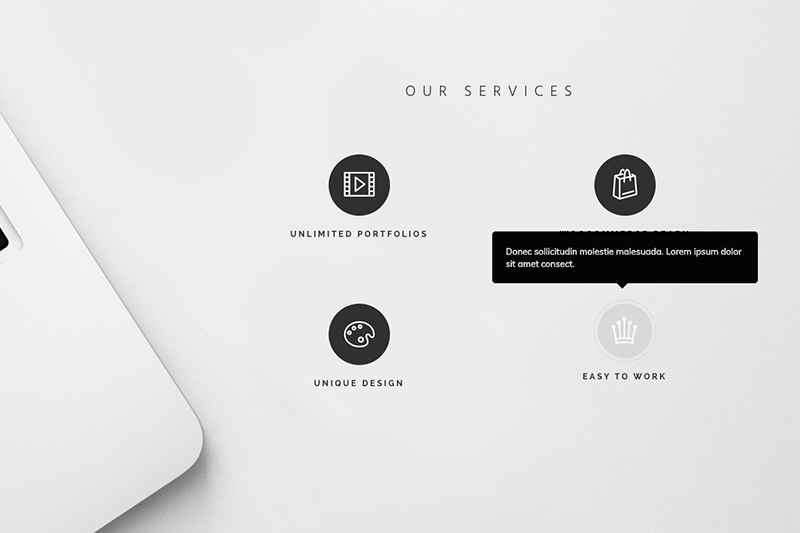 OUR SERVICES
UNLIMITED PORTFOLIOS
Donec sollicitudin molestie malesuada. Lorem ipsum dolor
sit amet consect.
UNIQUE DESIGN
EASY TO WORK